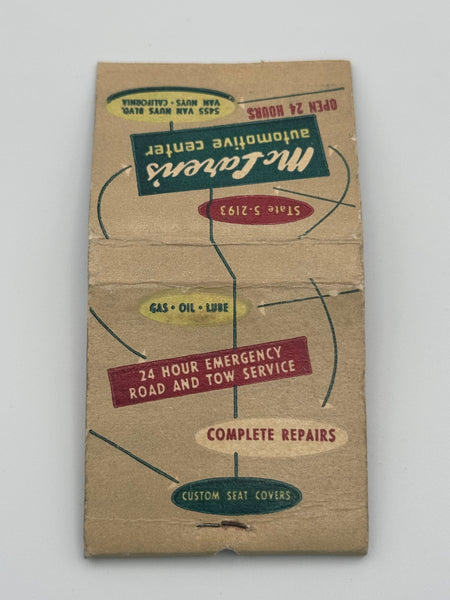 5455 VAN NUYS BLVD.
VAN NUYS • CALIFORNIA
OPEN 24 HOURS
McLaren's
automotive center
STate 5-2193
GAS • OIL • LUBE
24 HOUR EMERGENCY
ROAD AND TOW SERVICE
COMPLETE REPAIRS
CUSTOM SEAT COVERS